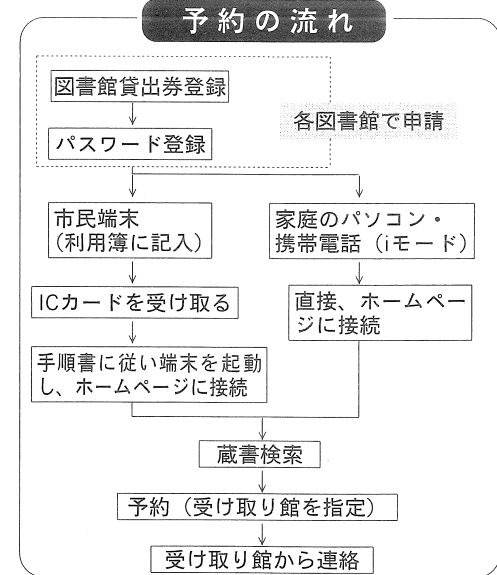 予約の流れ
図書館貸出券登録
パスワード登録
各図書館で申請
市民端末
(利用簿に記入)
家庭のパソコン・
携帯電話(iモード)
ICカードを受け取る
直接、ホームペー
ジに接続
手順書に従い端末を起動
し、ホームページに接続
蔵書検索
予約(受け取り館を指定)
受け取り館から連絡